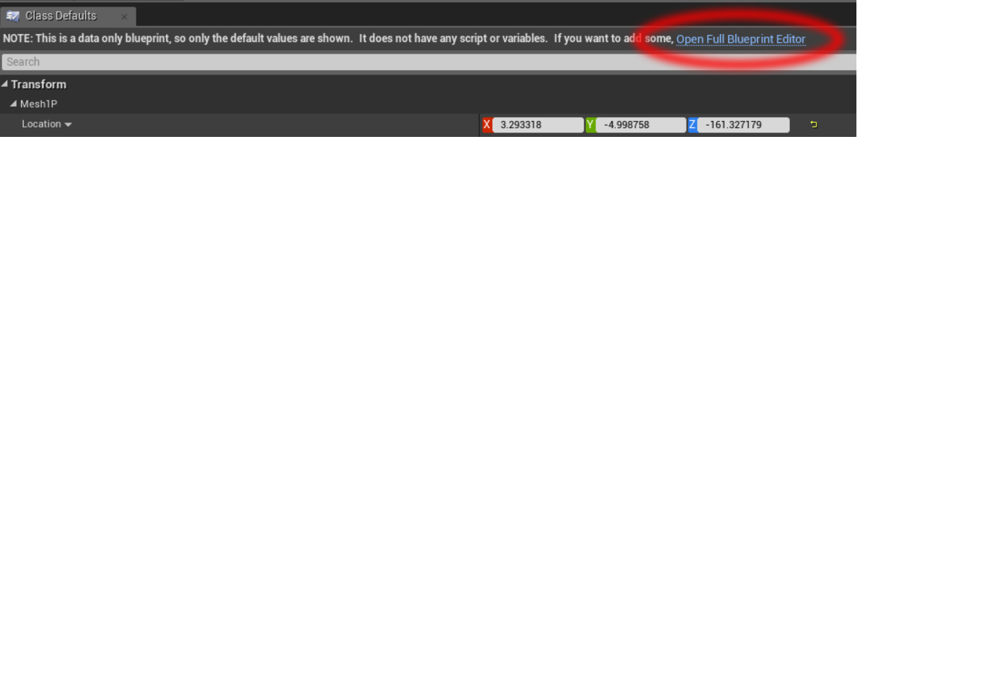 Class Defaults
NOTE: This is a data only blueprint, so only the default values are shown.  It does not have any script or variables.  If you want to add some, Open Full Blueprint Editor
Search
Transform
Mesh1P
Location X 3.293318 Y -4.998758 Z -161.327179